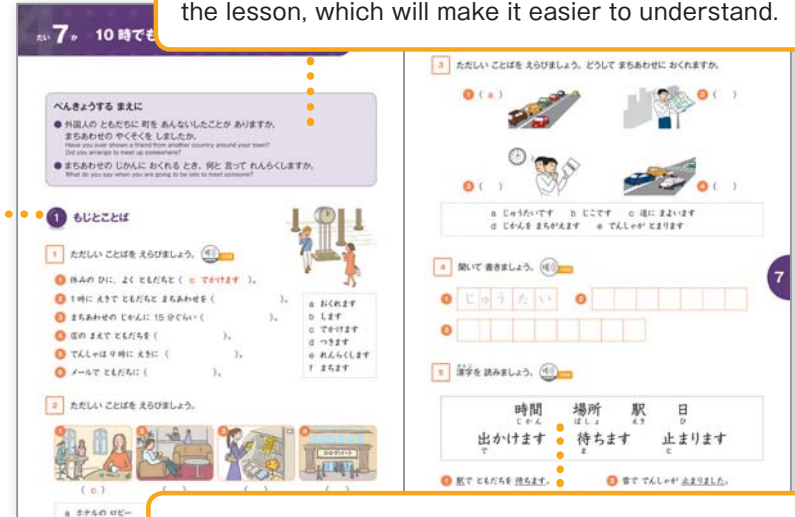 the lesson, which will make it easier to understand.
だい7か 10時でも
べんきょうする まえに
● 外国人の ともだちに 町を あんないしたことが ありますか。
まちあわせの やくそくを しましたか。
Have you ever shown a friend from another country around your town?
Did you arrange to meet up somewhere?
● まちあわせの じかんに おくれる とき、何と 言って れんらくしますか。
What do you say when you are going to be late to meet someone?
1 もじとことば
1 ただしい ことばを えらびましょう。
1 休みの ひに、よく ともだちと ( c でかけます )。
2 1時に えきで ともだちと まちあわせを ( )。
3 まちあわせの じかんに 15分ぐらい ( )。
4 店の まえで ともだちを ( )。
5 でんしゃは 9時に えきに ( )。
6 メールで ともだちに ( )。
a おくれます
b します
c でかけます
d つきます
e れんらくします
f まちます
2 ただしい ことばを えらびましょう。
1 2 3 4
( c ) ( ) ( ) ( )
a ホテルの ロビー
3 ただしい ことばを えらびましょう。どうして まちあわせに おくれますか。
1 ( a ) 2 ( )
3 ( ) 4 ( )
a じゅうたいです b じこです c 道に まよいます
d じかんを まちがえます e でんしゃが とまります
4 聞いて 書きましょう。
1 じゅうたい 2
3
7
5 漢字を 読みましょう。
時間 場所 駅 日
じかん ばしょ えき ひ
出かけます 待ちます 止まります
で ま と
1 駅で ともだちを 待ちます。 2 雪で でんしゃが 止まりました。